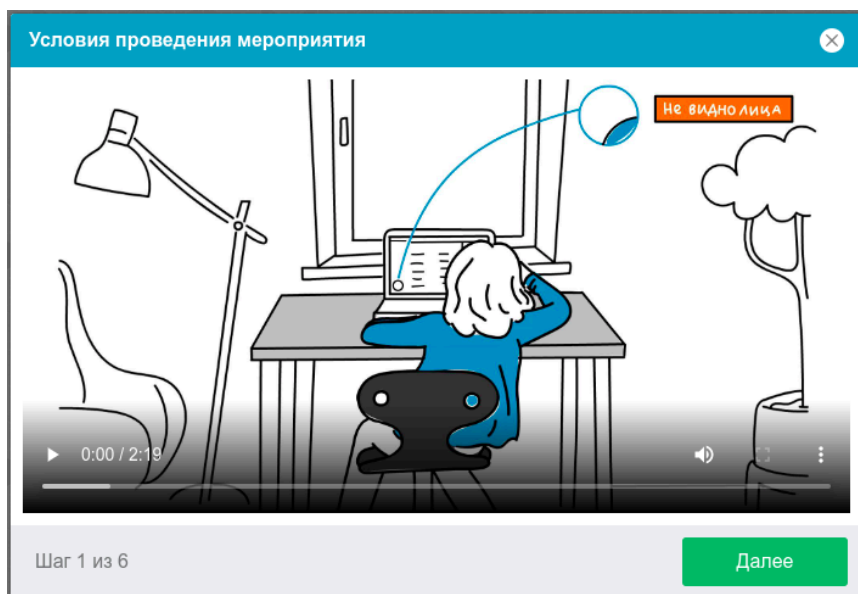 Условия проведения мероприятия
Не видно лица
0:00 / 2:19
Шаг 1 из 6
Далее